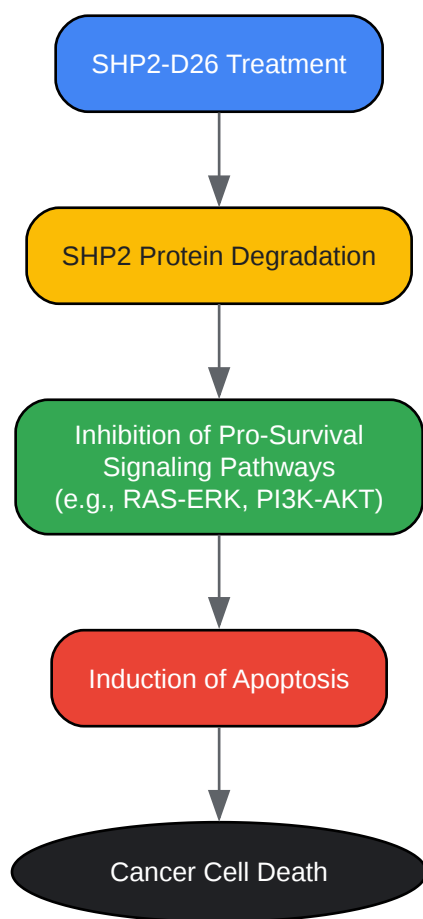 SHP2-D26 Treatment
SHP2 Protein Degradation
Inhibition of Pro-Survival
Signaling Pathways
(e.g., RAS-ERK, PI3K-AKT)
Induction of Apoptosis
Cancer Cell Death